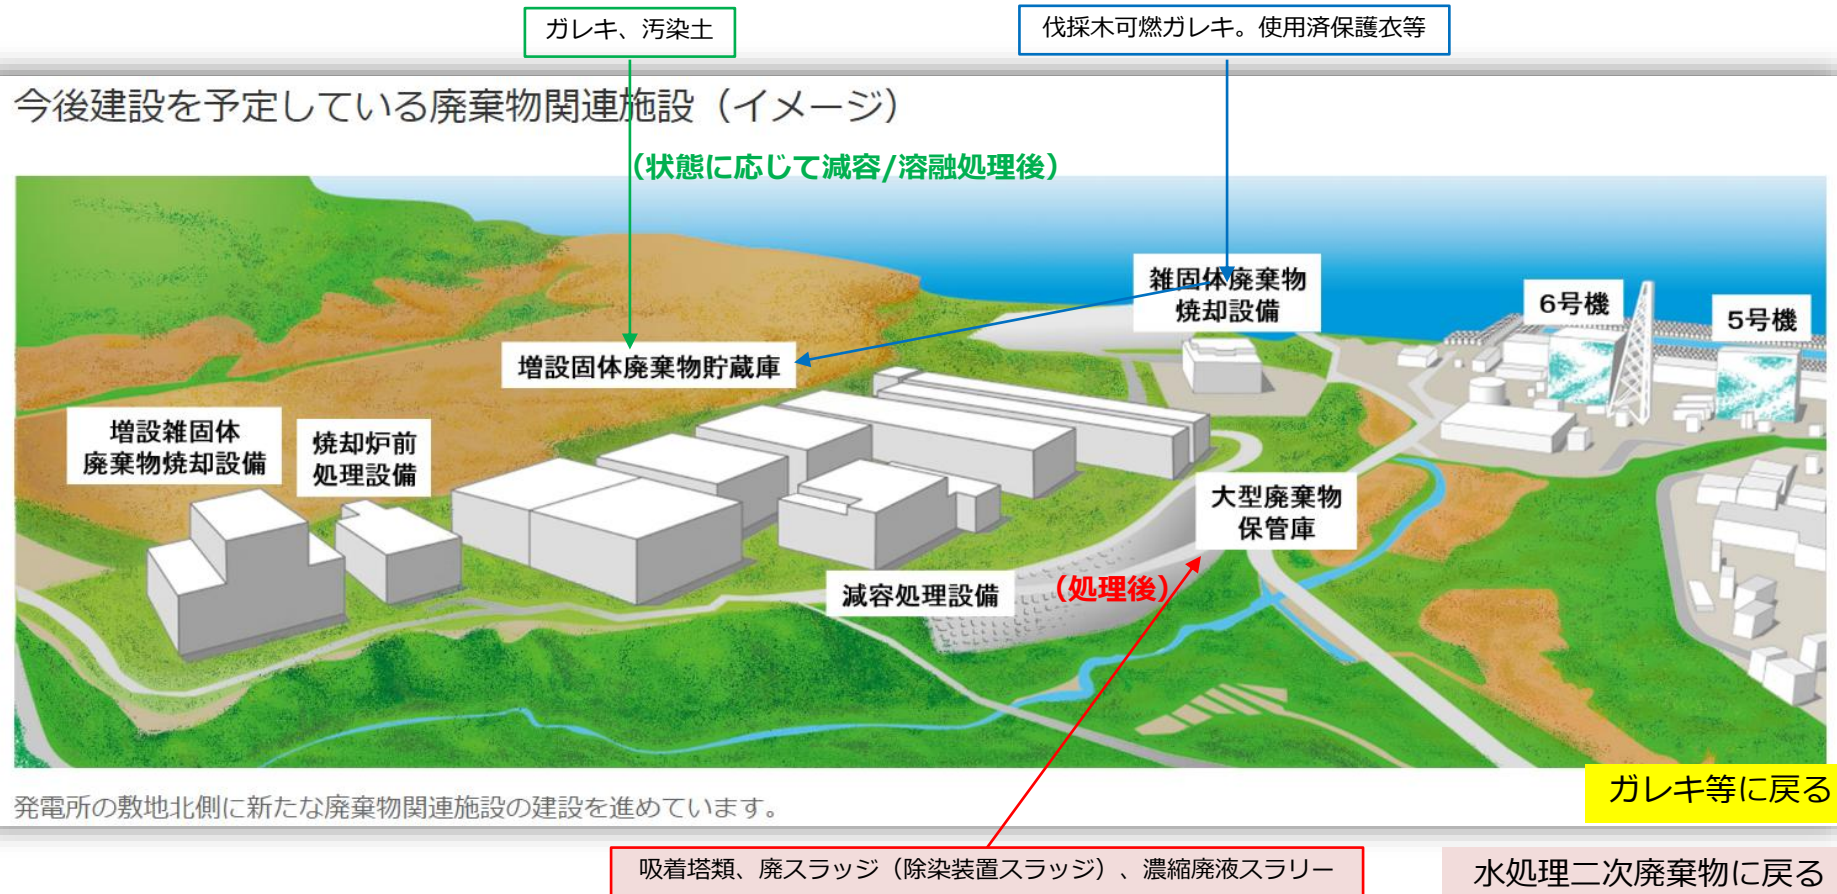 ガレキ、汚染土
伐採木可燃ガレキ。使用済保護衣等
今後建設を予定している廃棄物関連施設（イメージ）
（状態に応じて減容/溶融処理後）
雑固体廃棄物
焼却設備
6号機
5号機
増設固体廃棄物貯蔵庫
増設雑固体
廃棄物焼却設備
焼却炉前
処理設備
大型廃棄物
保管庫
減容処理設備
（処理後）
ガレキ等に戻る
発電所の敷地北側に新たな廃棄物関連施設の建設を進めています。
吸着塔類、廃スラッジ（除染装置スラッジ）、濃縮廃液スラリー
水処理二次廃棄物に戻る